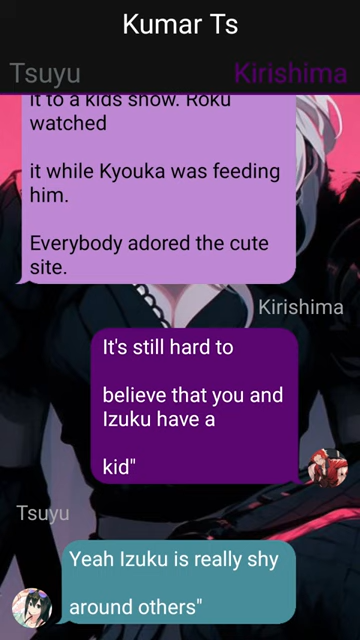 Kumar Ts
Tsuyu
Kirishima
it to a kids show. Roku
watched
it while Kyouka was feeding
him.
Everybody adored the cute
site.
Kirishima
It's still hard to
believe that you and
Izuku have a
kid"
Tsuyu
Yeah Izuku is really shy
around others"